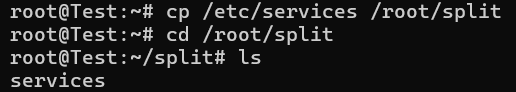 root@Test:~# cp /etc/services /root/split
root@Test:~# cd /root/split
root@Test:~/split# ls
services